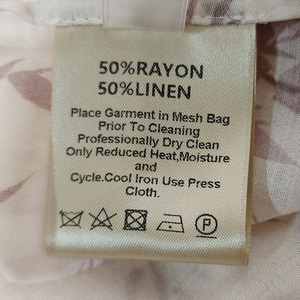 50%RAYON
50%LINEN
Place Garment in Mesh Bag
Prior To Cleaning
Professionally Dry Clean
Only Reduced Heat,Moisture
and
Cycle.Cool Iron Use Press
Cloth.
P